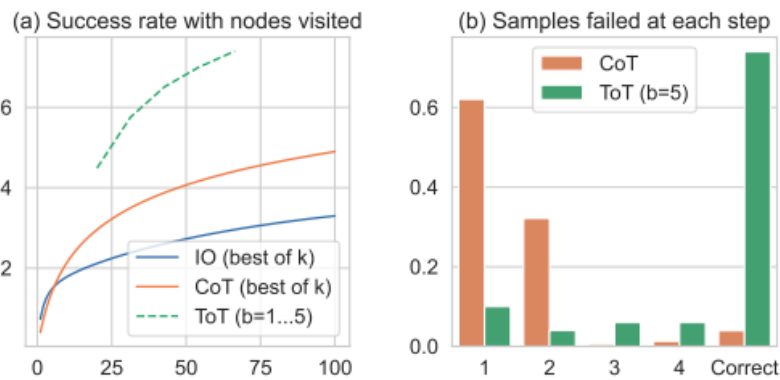 (a) Success rate with nodes visited
6
4
2
IO (best of k)
CoT (best of k)
ToT (b=1...5)
0 25 50 75 100
(b) Samples failed at each step
CoT
ToT (b=5)
0.6
0.4
0.2
0.0
1 2 3 4 Correct